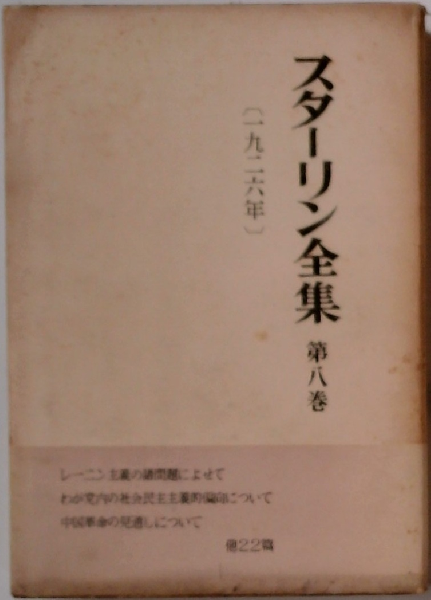 スターリン全集 第八巻
〔一九二六年〕
レーニン主義の諸問題によせて
わが党内の社会民主主義的偏向について
中国革命の見通しについて
他22篇